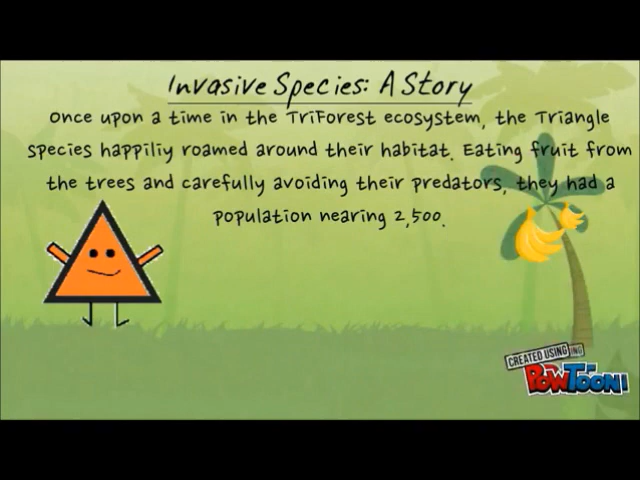 Invasive Species: A Story
Once upon a time in the TriForest ecosystem, the Triangle
species happiliy roamed around their habitat. Eating fruit from
the trees and carefully avoiding their predators, they had a
population nearing 2,500.
CREATED USING
POWTOON!